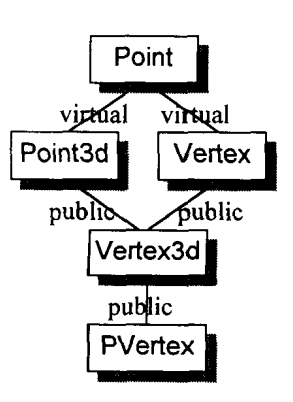 Point
virtual virtual
Point3d Vertex
public public
Vertex3d
public
PVertex